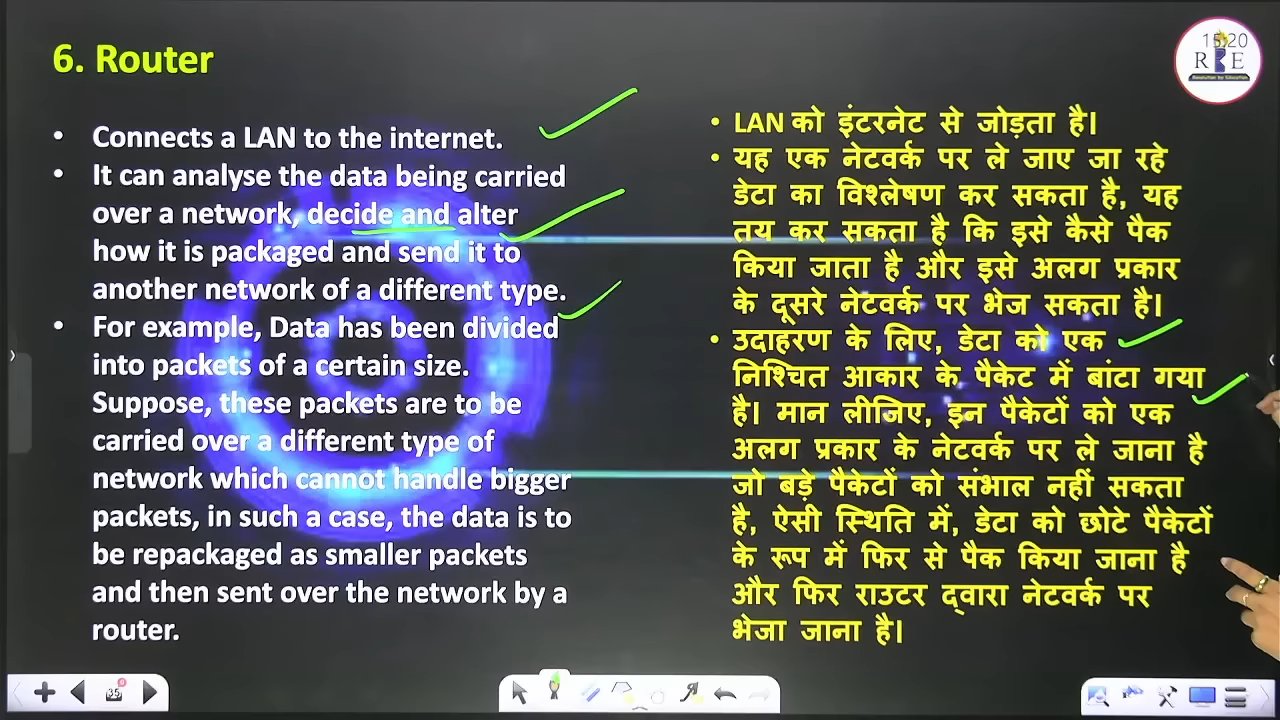 6. Router
15:20
R E
Revolution by Education
• Connects a LAN to the internet.
• It can analyse the data being carried
over a network, decide and alter
how it is packaged and send it to
another network of a different type.
• For example, Data has been divided
into packets of a certain size.
Suppose, these packets are to be
carried over a different type of
network which cannot handle bigger
packets, in such a case, the data is to
be repackaged as smaller packets
and then sent over the network by a
router.
• LAN को इंटरनेट से जोड़ता है।
• यह एक नेटवर्क पर ले जाए जा रहे
डेटा का विश्लेषण कर सकता है, यह
तय कर सकता है कि इसे कैसे पैक
किया जाता है और इसे अलग प्रकार
के दूसरे नेटवर्क पर भेज सकता है।
• उदाहरण के लिए, डेटा को एक
निश्चित आकार के पैकेट में बांटा गया
है। मान लीजिए, इन पैकेटों को एक
अलग प्रकार के नेटवर्क पर ले जाना है
जो बड़े पैकेटों को संभाल नहीं सकता
है, ऐसी स्थिति में, डेटा को छोटे पैकेटों
के रूप में फिर से पैक किया जाना है
और फिर राउटर द्वारा नेटवर्क पर
भेजा जाना है।
35